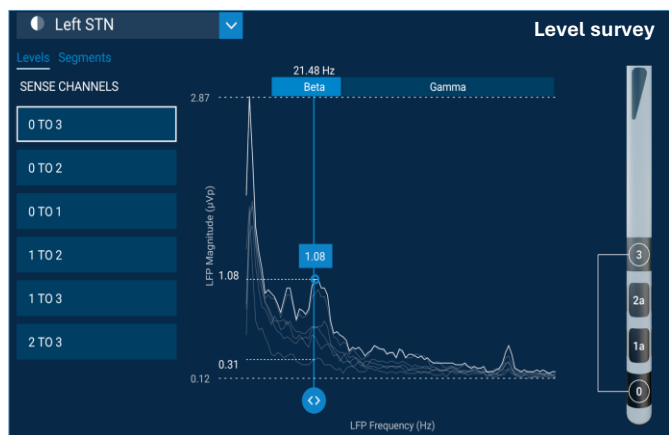 Left STN
Level survey
Levels Segments
SENSE CHANNELS
0 TO 3
0 TO 2
0 TO 1
1 TO 2
1 TO 3
2 TO 3
21.48 Hz
Beta
Gamma
2.87
LFP Magnitude (μVp)
1.08
1.08
0.31
0.12
LFP Frequency (Hz)
3
2a
1a
0